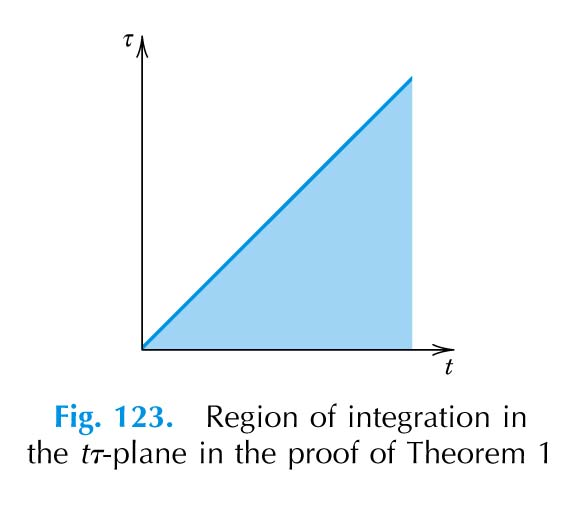 τ
t
Fig. 123. Region of integration in
the tτ-plane in the proof of Theorem 1